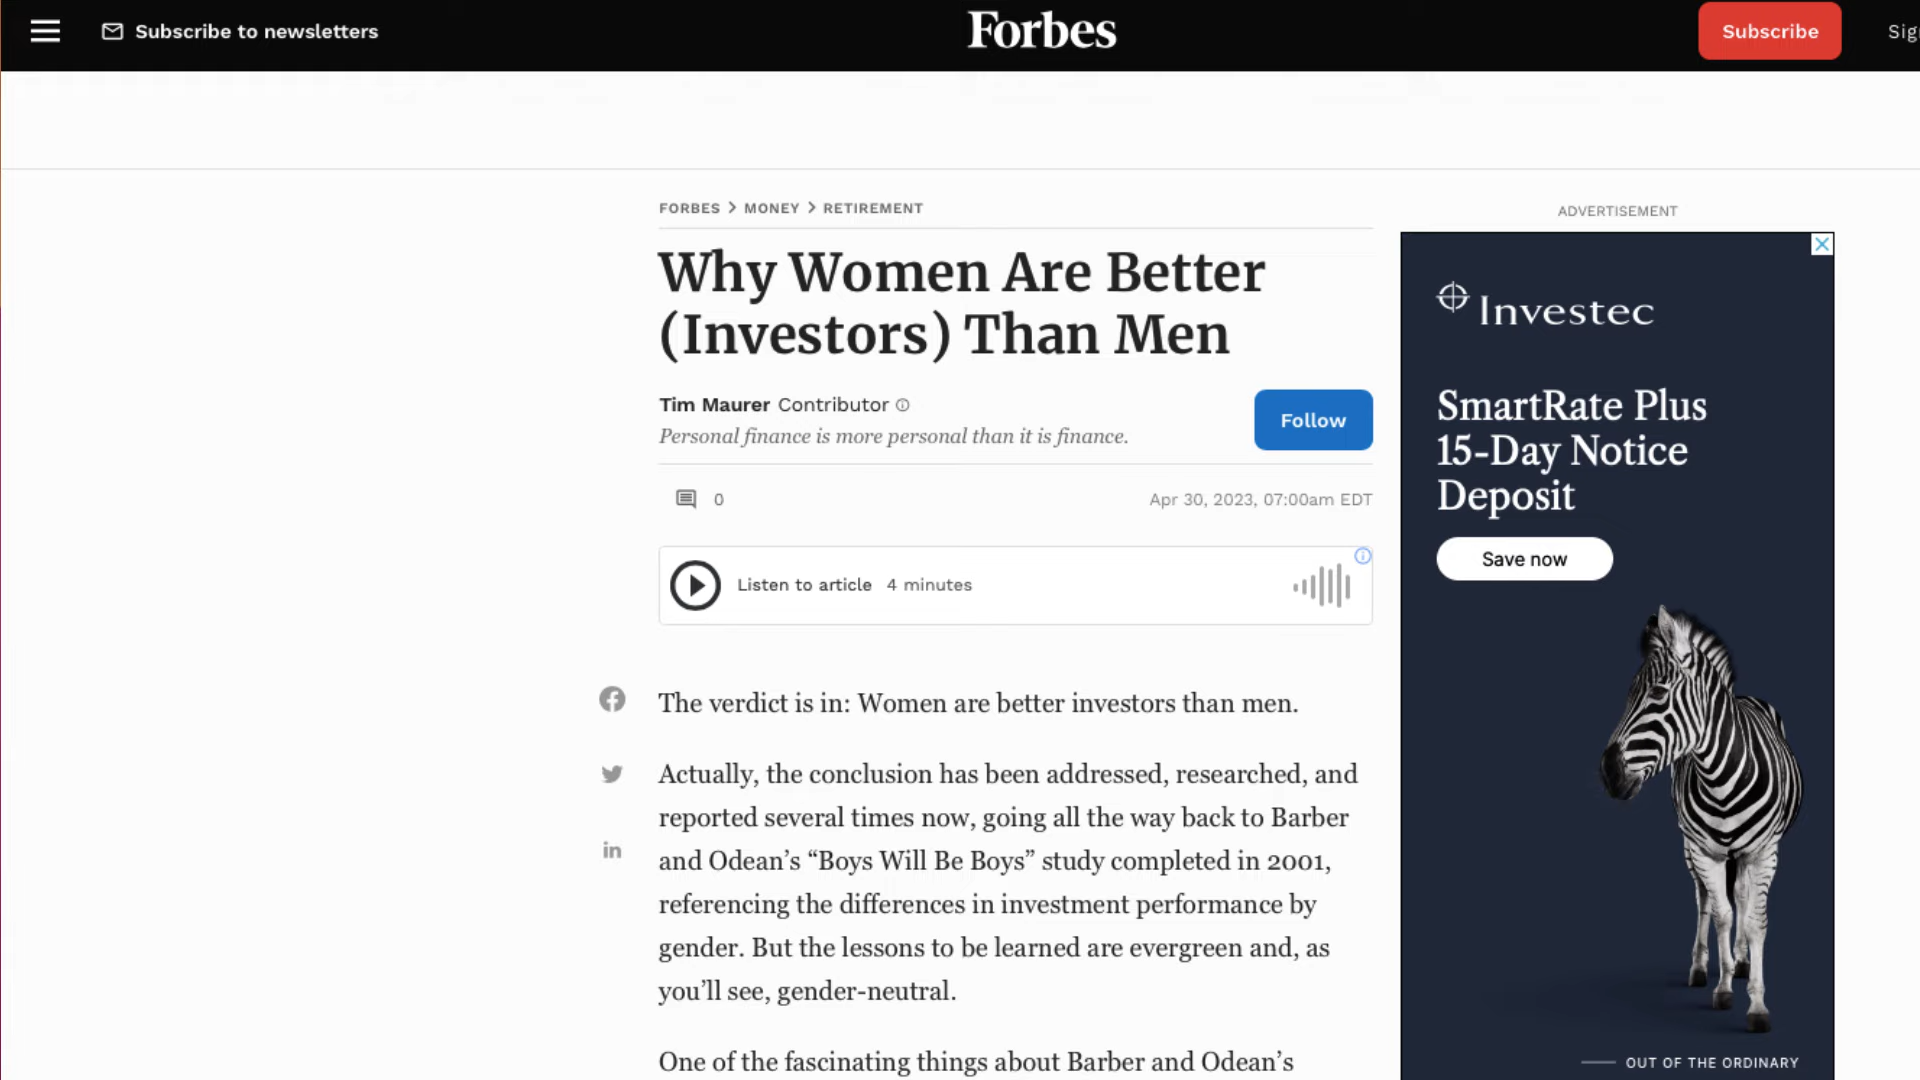 Subscribe to newsletters
Forbes
Subscribe
FORBES > MONEY > RETIREMENT
Why Women Are Better
(Investors) Than Men
Tim Maurer Contributor
Personal finance is more personal than it is finance.
Follow
0
Apr 30, 2023, 07:00am EDT
Listen to article 4 minutes
The verdict is in: Women are better investors than men.
Actually, the conclusion has been addressed, researched, and
reported several times now, going all the way back to Barber
and Odean’s “Boys Will Be Boys” study completed in 2001,
referencing the differences in investment performance by
gender. But the lessons to be learned are evergreen and, as
you’ll see, gender-neutral.
One of the fascinating things about Barber and Odean’s
ADVERTISEMENT
Investec
SmartRate Plus
15-Day Notice
Deposit
Save now
OUT OF THE ORDINARY